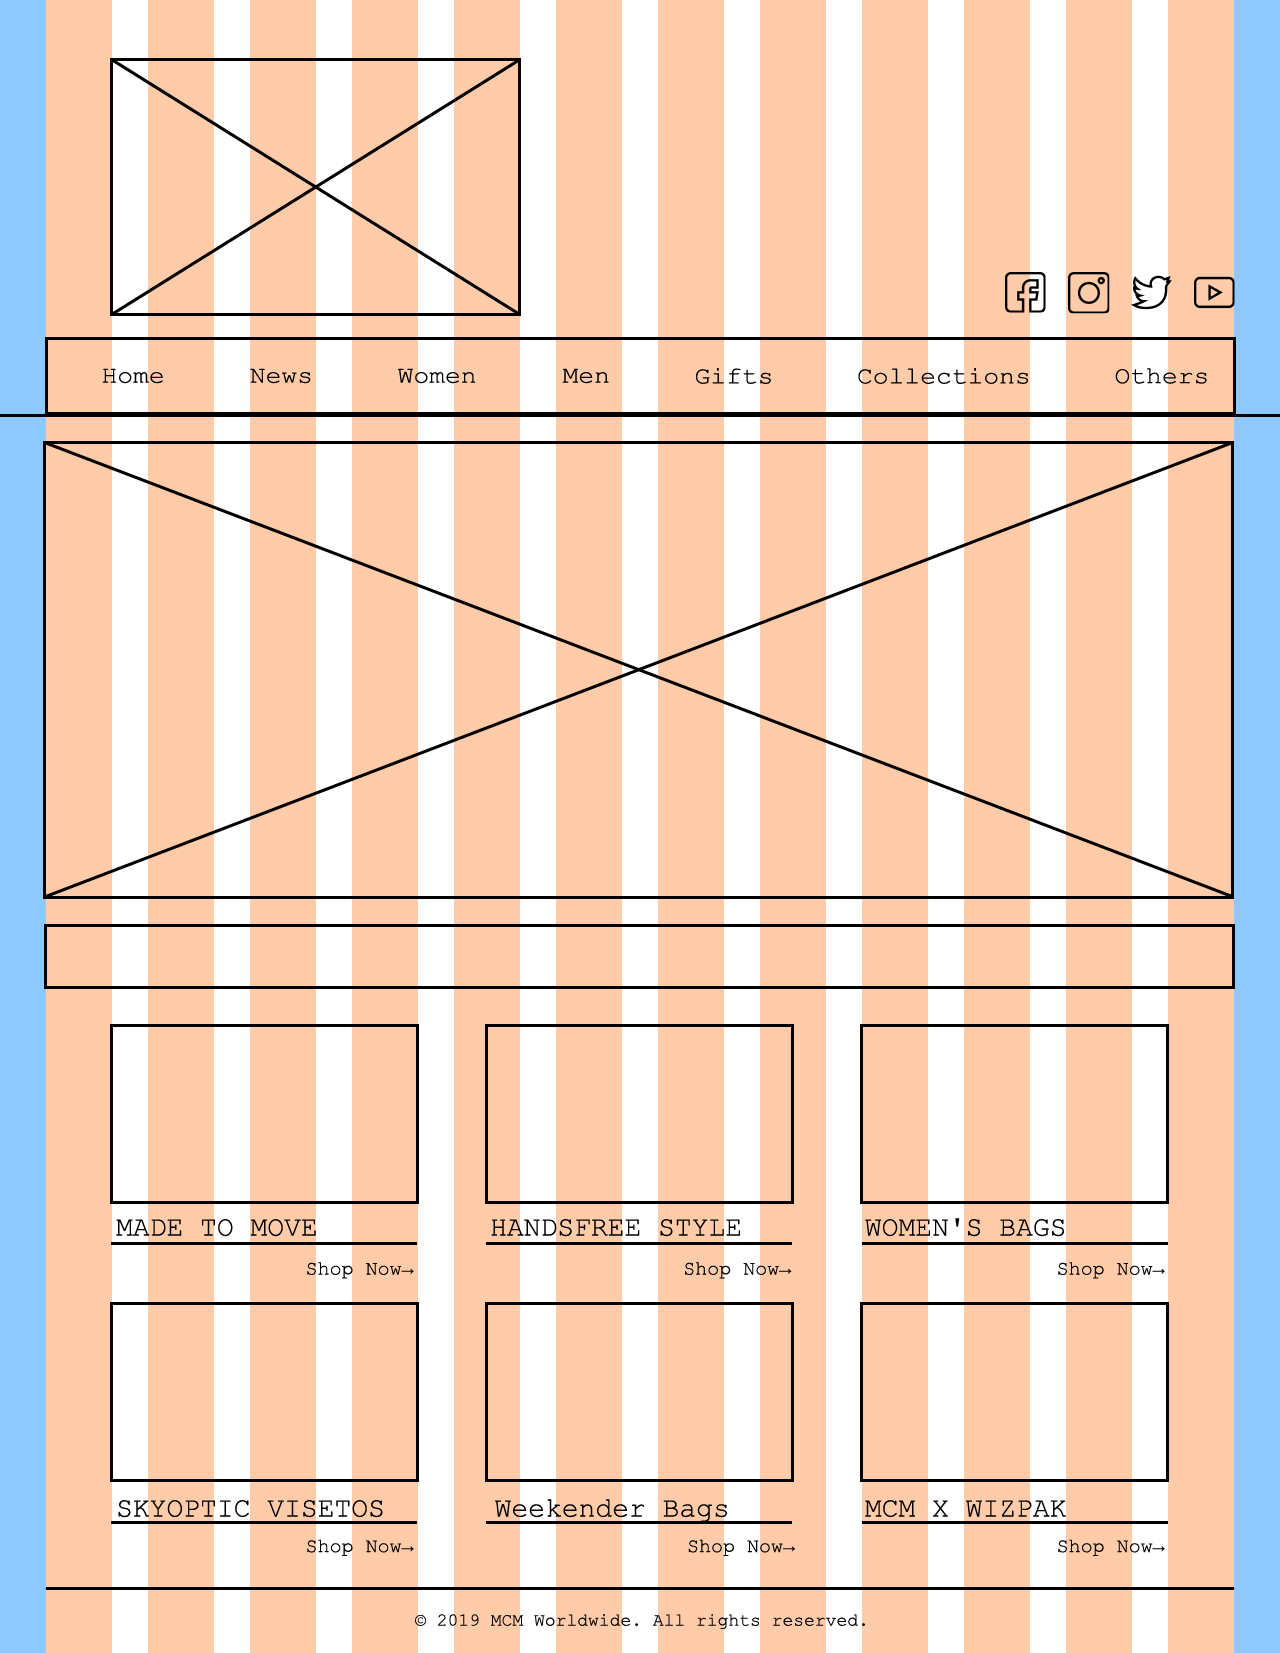 Home News Women Men Gifts Collections Others
MADE TO MOVE HANDSFREE STYLE WOMEN'S BAGS
Shop Now→ Shop Now→ Shop Now→
SKYOPTIC VISETOS Weekender Bags MCM X WIZPAK
Shop Now→ Shop Now→ Shop Now→
© 2019 MCM Worldwide. All rights reserved.